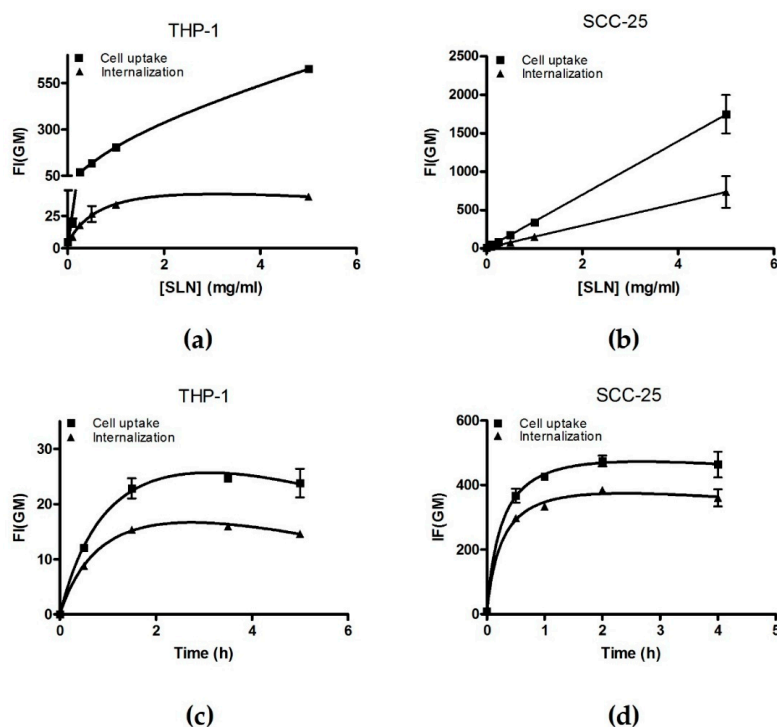 THP-1
Cell uptake
Internalization
FI(GM)
550
300
50
25
0
0
2
4
6
[SLN] (mg/ml)
(a)
SCC-25
Cell uptake
Internalization
FI(GM)
2500
2000
1500
1000
500
0
0
2
4
6
[SLN] (mg/ml)
(b)
THP-1
Cell uptake
Internalization
FI(GM)
30
20
10
0
0
2
4
6
Time (h)
(c)
SCC-25
Cell uptake
Internalization
IF(GM)
600
400
200
0
0
1
2
3
4
5
Time (h)
(d)